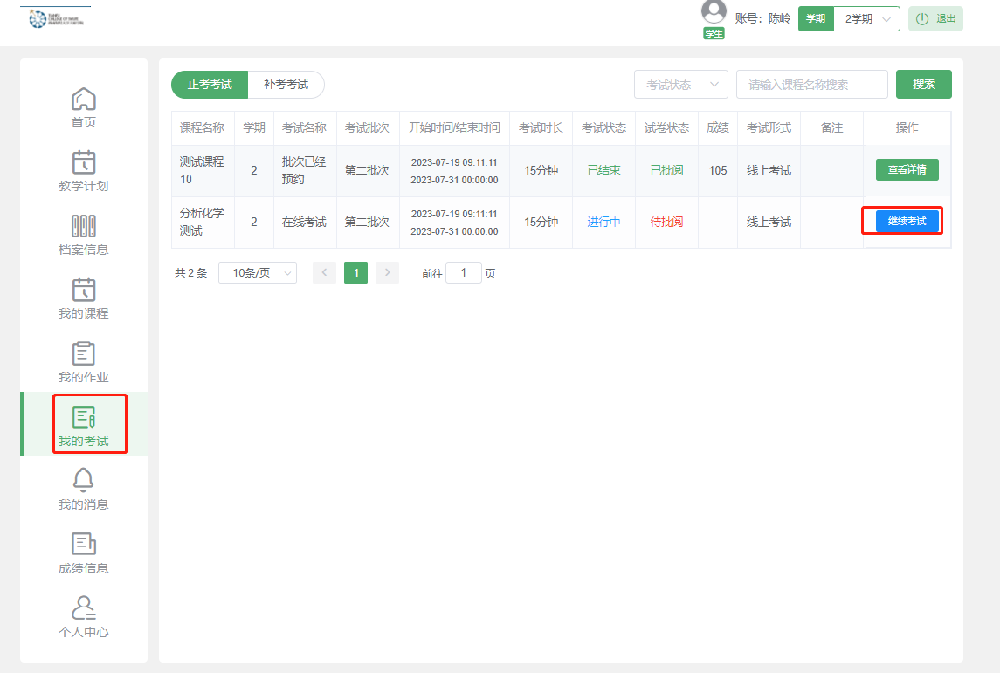 账号：陈岭
学期
2学期
退出
学生
首页
教学计划
档案信息
我的课程
我的作业
我的考试
我的消息
成绩信息
个人中心
正考考试
补考考试
考试状态
请输入课程名称搜索
搜索
课程名称 学期 考试名称 考试批次 开始时间/结束时间 考试时长 考试状态 试卷状态 成绩 考试形式 备注 操作
测试课程
10
2
批次已经
预约
第二批次
2023-07-19 09:11:11
2023-07-31 00:00:00
15分钟
已结束
已批阅
105
线上考试
查看详情
分析化学
测试
2
在线考试
第二批次
2023-07-19 09:11:11
2023-07-31 00:00:00
15分钟
进行中
待批阅
线上考试
继续考试
共 2 条
10条/页
1
前往 1 页